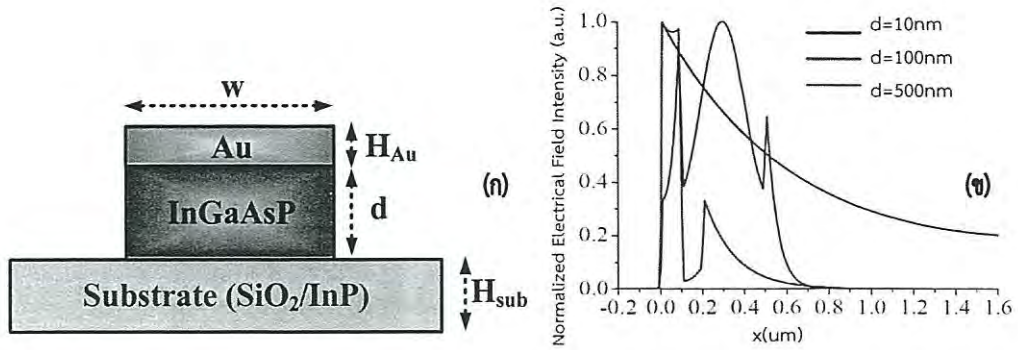 w
Au
H_Au
InGaAsP
d
Substrate (SiO₂/InP)
H_sub
(ก)
Normalized Electrical Field Intensity (a.u.)
1.0
0.8
0.6
0.4
0.2
0.0
-0.2 0.0 0.2 0.4 0.6 0.8 1.0 1.2 1.4 1.6
x(um)
d=10nm
d=100nm
d=500nm
(ข)